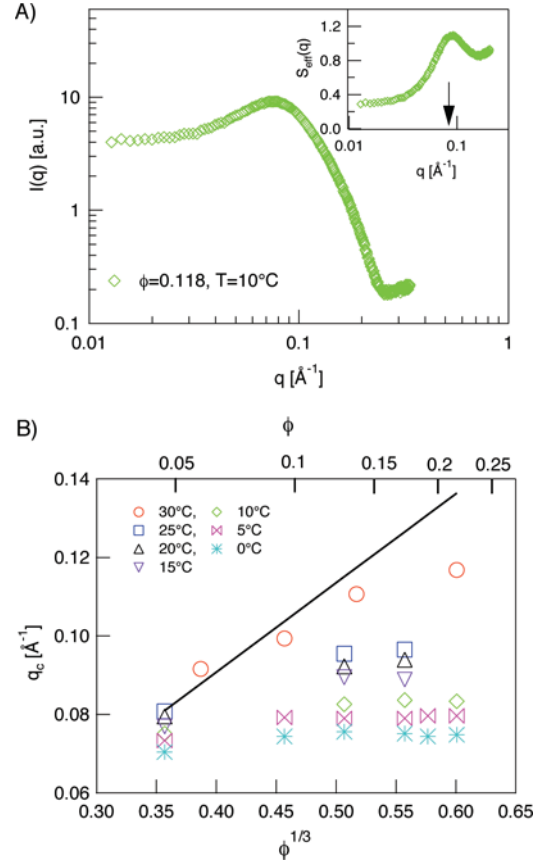 A)
I(q) [a.u.]
10
1
0.1
0.01
0.1
1
q [Å⁻¹]
ϕ=0.118, T=10°C
S_eff(q)
1.2
0.8
0.4
0.0
0.01
0.1
q [Å⁻¹]
B)
ϕ
0.05
0.1
0.15
0.2
0.25
q_c [Å⁻¹]
0.14
0.12
0.10
0.08
0.06
30°C, 10°C
25°C, 5°C
20°C, 0°C
15°C
0.30
0.35
0.40
0.45
0.50
0.55
0.60
0.65
ϕ^1/3